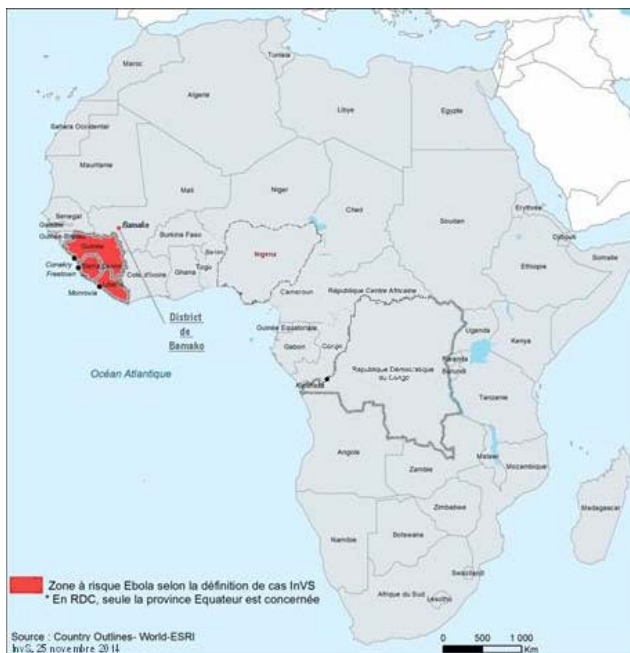 Tunisie
Maroc
Algeria
Libye
Egypte
Sahara Occidental
Mauritanie
Mali
Niger
Chad
Soudan
Erythrée
Djibouti
Senegal
Gambie
Guinée-Bissau
Guinée
Bamako
Burkina Faso
Benin
Nigeria
Ethiopie
Somalie
Conakry
Freetown
Sierra Leone
Liberia
Monrovia
Cote d'Ivoire
Ghana
Togo
Cameroun
République Centre Africaine
District
de
Bamako
Guinée Equatoriale
Gabon
Congo
Uganda
Kenya
Rwanda
Burundi
République Démocratique
du Congo
Kinshasa
Océan Atlantique
Tanzanie
Angola
Zambie
Malawi
Mozambique
Madagascar
Zimbabwe
Namibie
Botswana
Swaziland
Afrique du Sud
Lesotho
Zone à risque Ebola selon la définition de cas InVS
* En RDC, seule la province Equateur est concernée
Source : Country Outlines- World-ESRI
InVS, 25 novembre 2014
0 500 1 000
Km